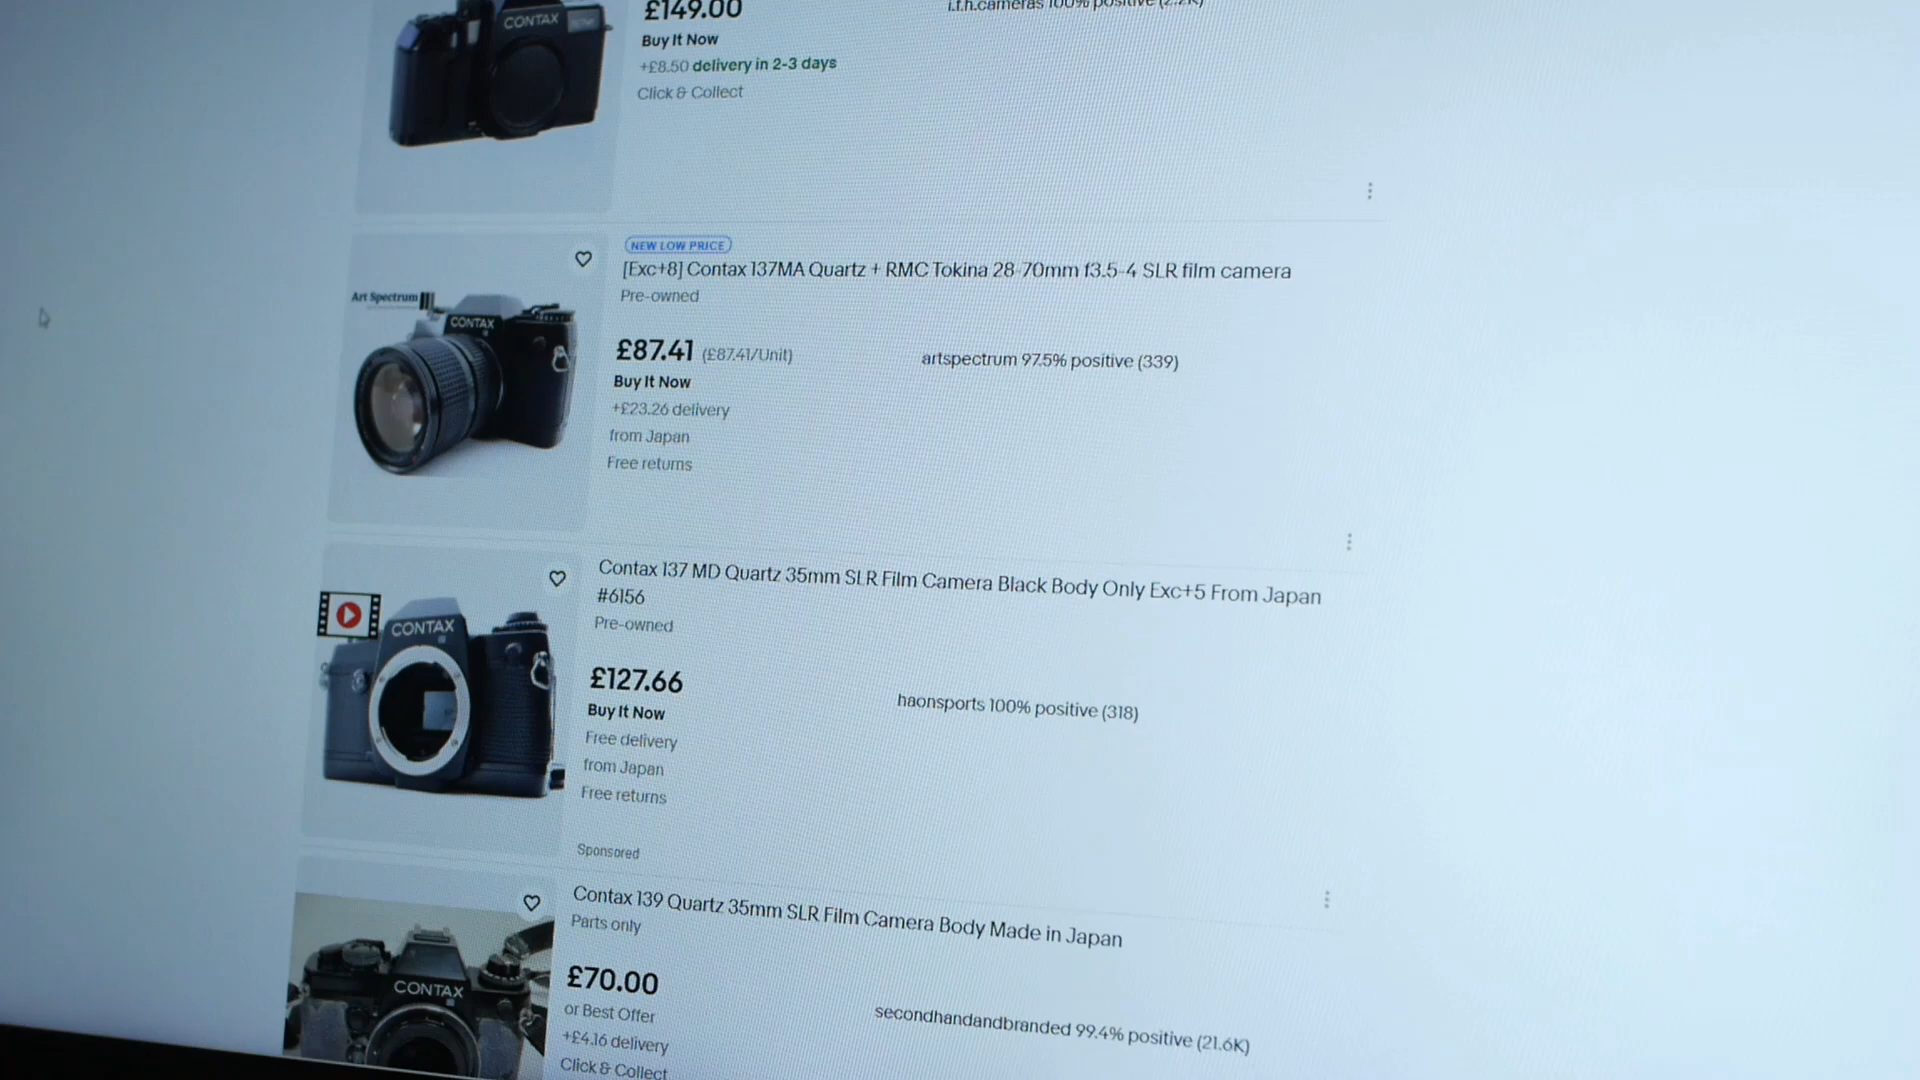 CONTAX
£149.00
i.t.h.cameras 100% positive (2.2K)
Buy It Now
+£8.50 delivery in 2-3 days
Click & Collect
NEW LOW PRICE
[Exc+8] Contax 137MA Quartz + RMC Tokina 28-70mm f3.5-4 SLR film camera
Pre-owned
Art Spectrum
CONTAX
£87.41 (£87.41/Unit)
artspectrum 97.5% positive (339)
Buy It Now
+£23.26 delivery
from Japan
Free returns
Contax 137 MD Quartz 35mm SLR Film Camera Black Body Only Exc+5 From Japan
#6156
Pre-owned
CONTAX
£127.66
haonsports 100% positive (318)
Buy It Now
Free delivery
from Japan
Free returns
Sponsored
Contax 139 Quartz 35mm SLR Film Camera Body Made in Japan
Parts only
CONTAX
£70.00
secondhandandbranded 99.4% positive (21.6K)
or Best Offer
+£4.16 delivery
Click & Collect